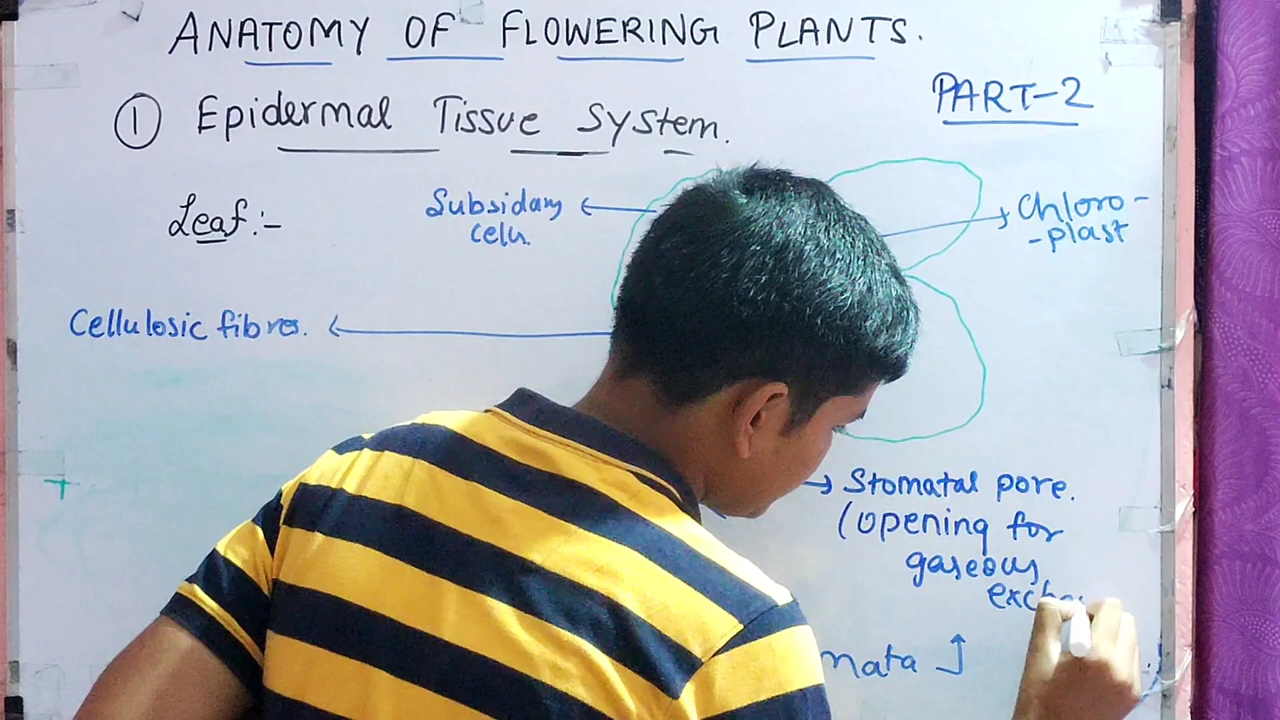 ANATOMY OF FLOWERING PLANTS.
PART-2
① Epidermal Tissue System.
Leaf:-
Subsidary
cell.
Chloro-
-plast
Cellulosic fibres.
Stomatal pore.
(opening for
gaseous
mata ]